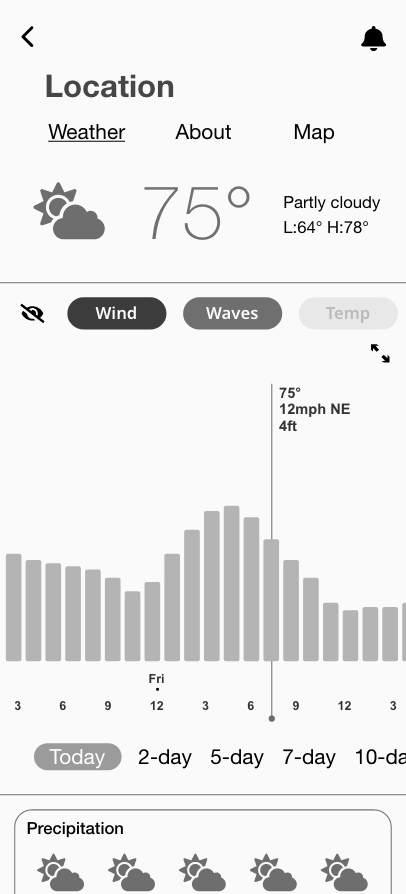 Location
Weather About Map
75°
Partly cloudy
L:64° H:78°
Wind Waves Temp
75°
12mph NE
4ft
Fri
3 6 9 12 3 6 9 12 3
Today 2-day 5-day 7-day 10-da
Precipitation